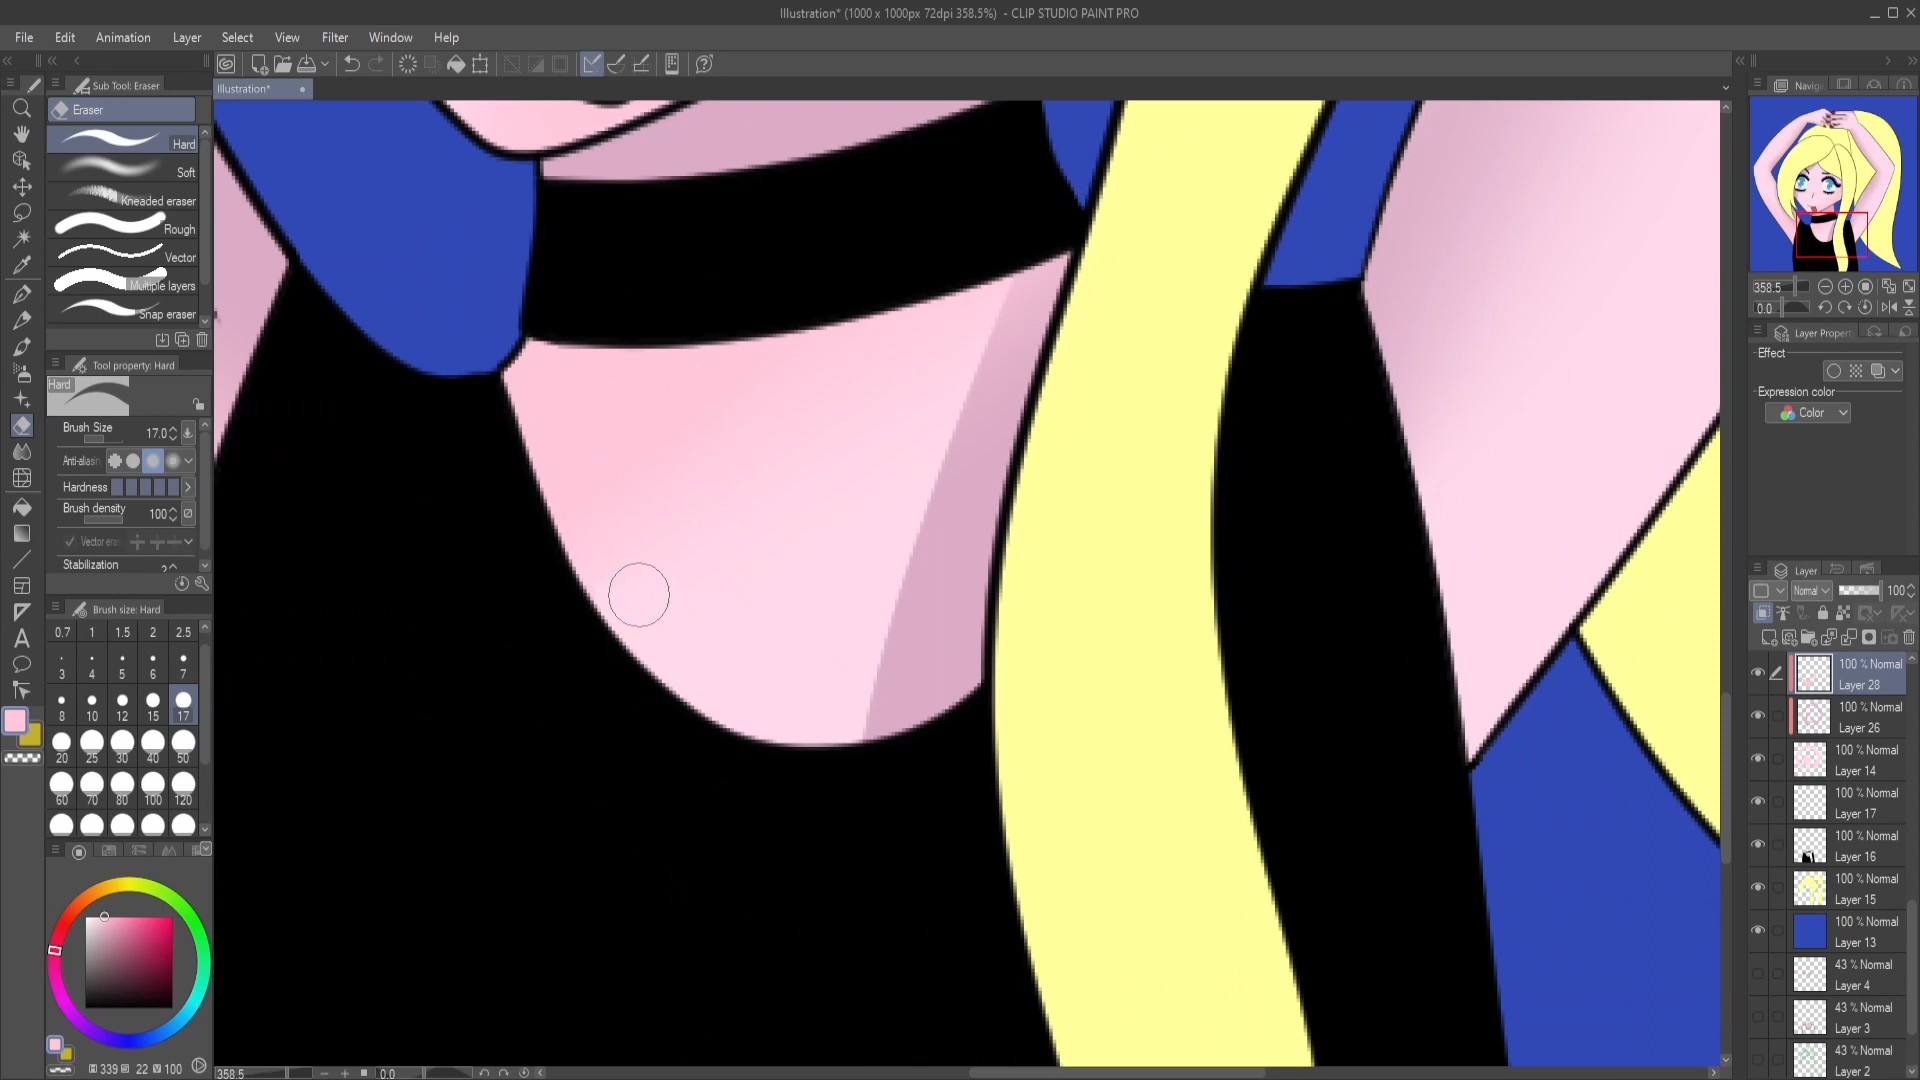 Illustration* (1000 x 1000px 72dpi 358.5%) - CLIP STUDIO PAINT PRO
File Edit Animation Layer Select View Filter Window Help
Sub Tool: Eraser
Illustration*
Eraser
Hard
Soft
Kneaded eraser
Rough
Vector
Multiple layers
Snap eraser
Tool property: Hard
Hard
Brush Size 17.0
Anti-aliasin
Hardness
Brush density 100
Vector era
Stabilization
Brush size: Hard
0.7 1 1.5 2 2.5
3 4 5 6 7
8 10 12 15 17
20 25 30 40 50
60 70 80 100 120
339 22 100
358.5 0.0
Naviga
358.5
0.0
Layer Propert
Effect
Expression color
Color
Layer
Normal 100
100 % Normal
Layer 28
100 % Normal
Layer 26
100 % Normal
Layer 14
100 % Normal
Layer 17
100 % Normal
Layer 16
100 % Normal
Layer 15
100 % Normal
Layer 13
43 % Normal
Layer 4
43 % Normal
Layer 3
43 % Normal
Layer 2